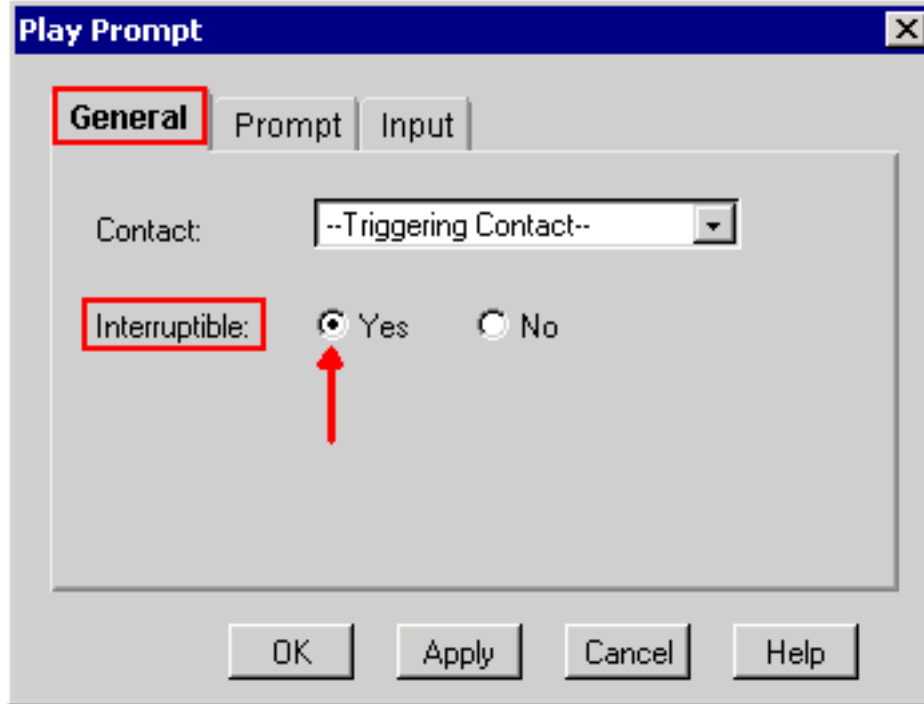 Play Prompt
General Prompt Input
Contact: --Triggering Contact--
Interruptible: Yes No
OK Apply Cancel Help